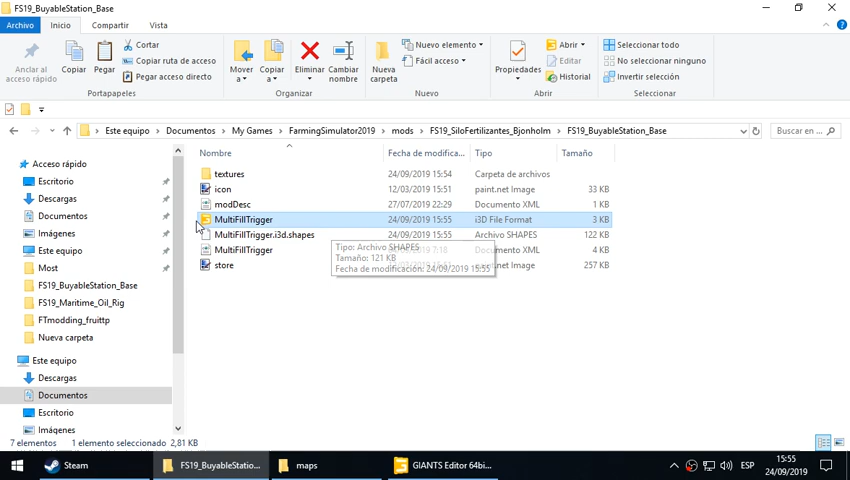 FS19_BuyableStation_Base
Archivo Inicio Compartir Vista
Anclar al acceso rápido Copiar Pegar Cortar Copiar ruta de acceso Pegar acceso directo Mover a Copiar a Eliminar Cambiar nombre Nueva carpeta Nuevo elemento Fácil acceso Propiedades Abrir Editar Historial Seleccionar todo No seleccionar ninguno Invertir selección
Portapapeles Organizar Nuevo Abrir Seleccionar
Este equipo > Documentos > My Games > FarmingSimulator2019 > mods > FS19_SiloFertilizantes_Bjonholm > FS19_BuyableStation_Base Buscar en ...
Nombre Fecha de modifica... Tipo Tamaño
textures 24/09/2019 15:54 Carpeta de archivos
icon 12/03/2019 15:51 paint.net Image 33 KB
modDesc 27/07/2019 22:29 Documento XML 1 KB
MultiFillTrigger 24/09/2019 15:55 i3D File Format 3 KB
MultiFillTrigger.i3d.shapes 24/09/2019 15:55 Archivo SHAPES 122 KB
MultiFillTrigger 7:18 Documento XML 4 KB
store paint.net Image 257 KB
Tipo: Archivo SHAPES
Tamaño: 121 KB
Fecha de modificación: 24/09/2019 15:55
Acceso rápido
Escritorio
Descargas
Documentos
Imágenes
Este equipo
Most
FS19_BuyableStation_Base
FS19_Maritime_Oil_Rig
FTmodding_fruittp
Nueva carpeta
Este equipo
Descargas
Documentos
Escritorio
Imágenes
7 elementos 1 elemento seleccionado 2,81 KB
Steam FS19_BuyableStatio... maps GIANTS Editor 64bi... ESP 15:55
24/09/2019